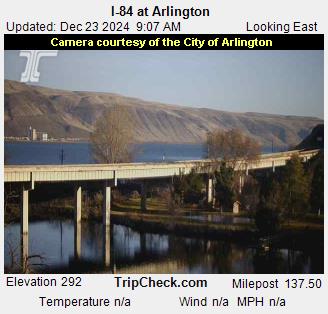 I-84 at Arlington
Updated: Dec 23 2024 9:07 AM Looking East
Camera courtesy of the City of Arlington
Elevation 292 TripCheck.com Milepost 137.50
Temperature n/a Wind n/a MPH n/a